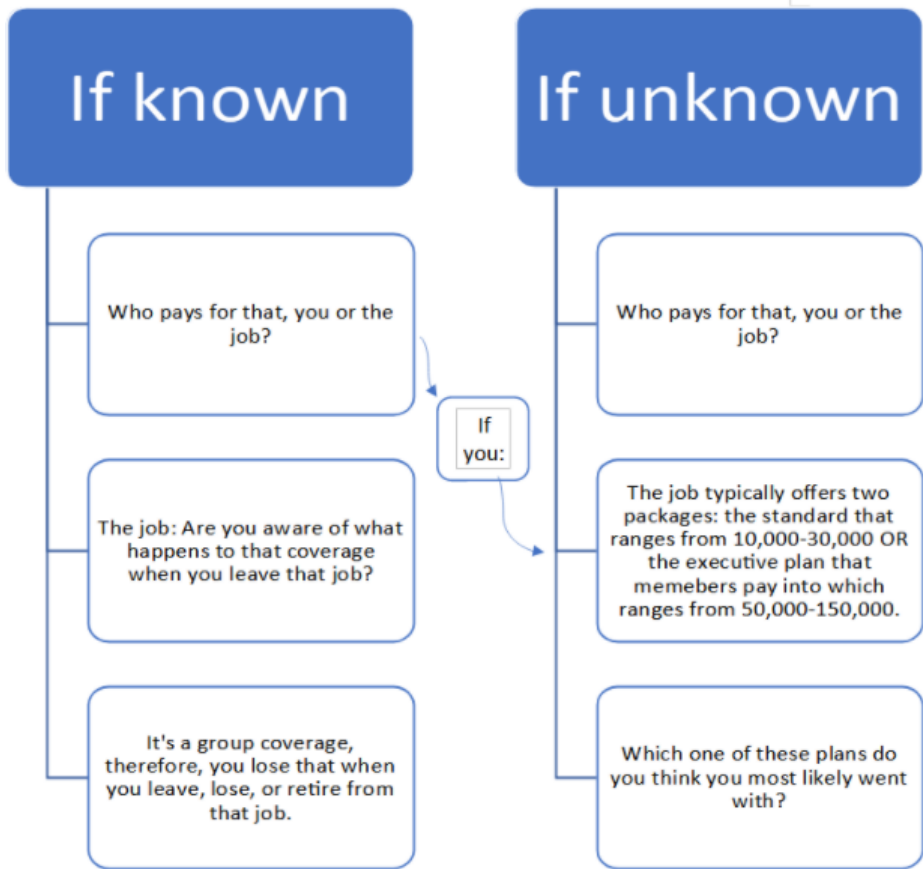 If known
Who pays for that, you or the
job?
The job: Are you aware of what
happens to that coverage
when you leave that job?
It's a group coverage,
therefore, you lose that when
you leave, lose, or retire from
that job.
If
you:
If unknown
Who pays for that, you or the
job?
The job typically offers two
packages: the standard that
ranges from 10,000-30,000 OR
the executive plan that
memebers pay into which
ranges from 50,000-150,000.
Which one of these plans do
you think you most likely went
with?